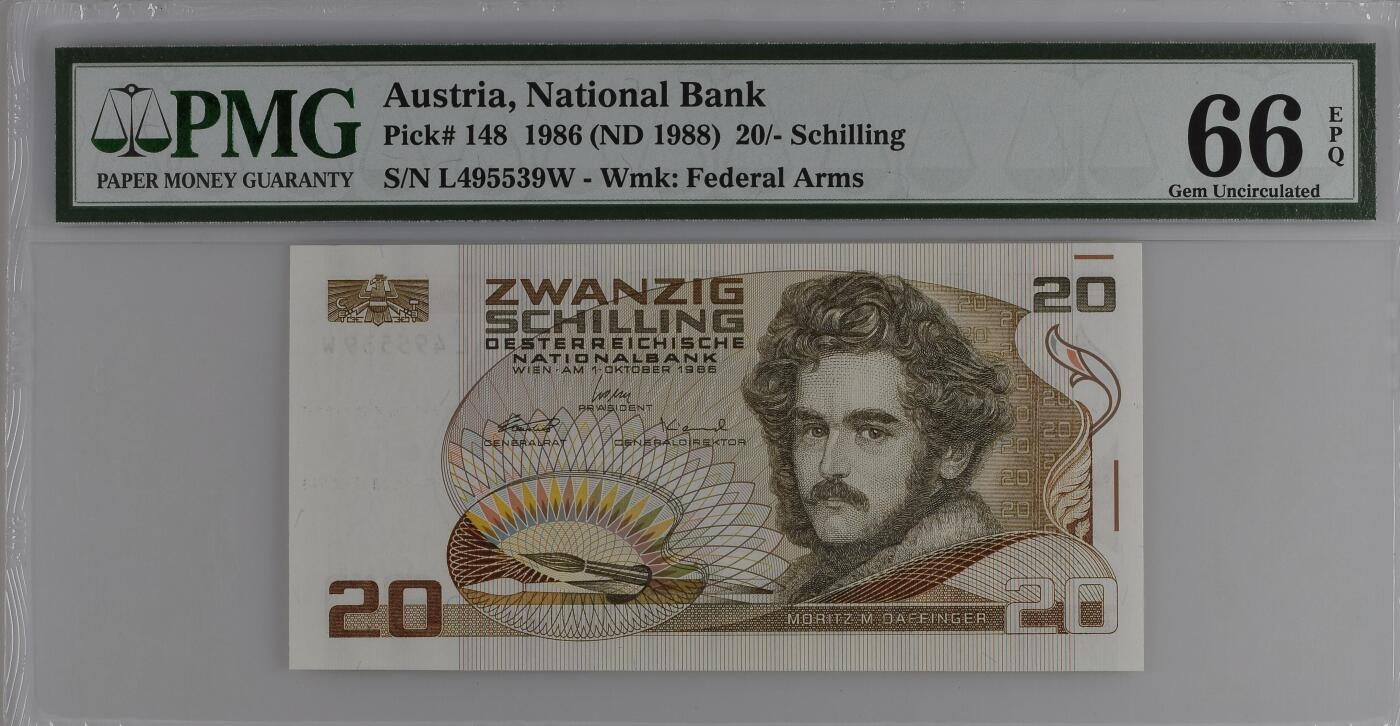 PMG
PAPER MONEY GUARANTY
Austria, National Bank
Pick# 148 1986 (ND 1988) 20/- Schilling
S/N L495539W - Wmk: Federal Arms
66
EPQ
Gem Uncirculated
ZWANZIG
SCHILLING
OESTERREICHISCHE
NATIONALBANK
WIEN · AM 1 · OKTOBER 1986
PRÄSIDENT
GENERALRAT GENERALDIREKTOR
20
20
MORITZ M. DAFFINGER
20